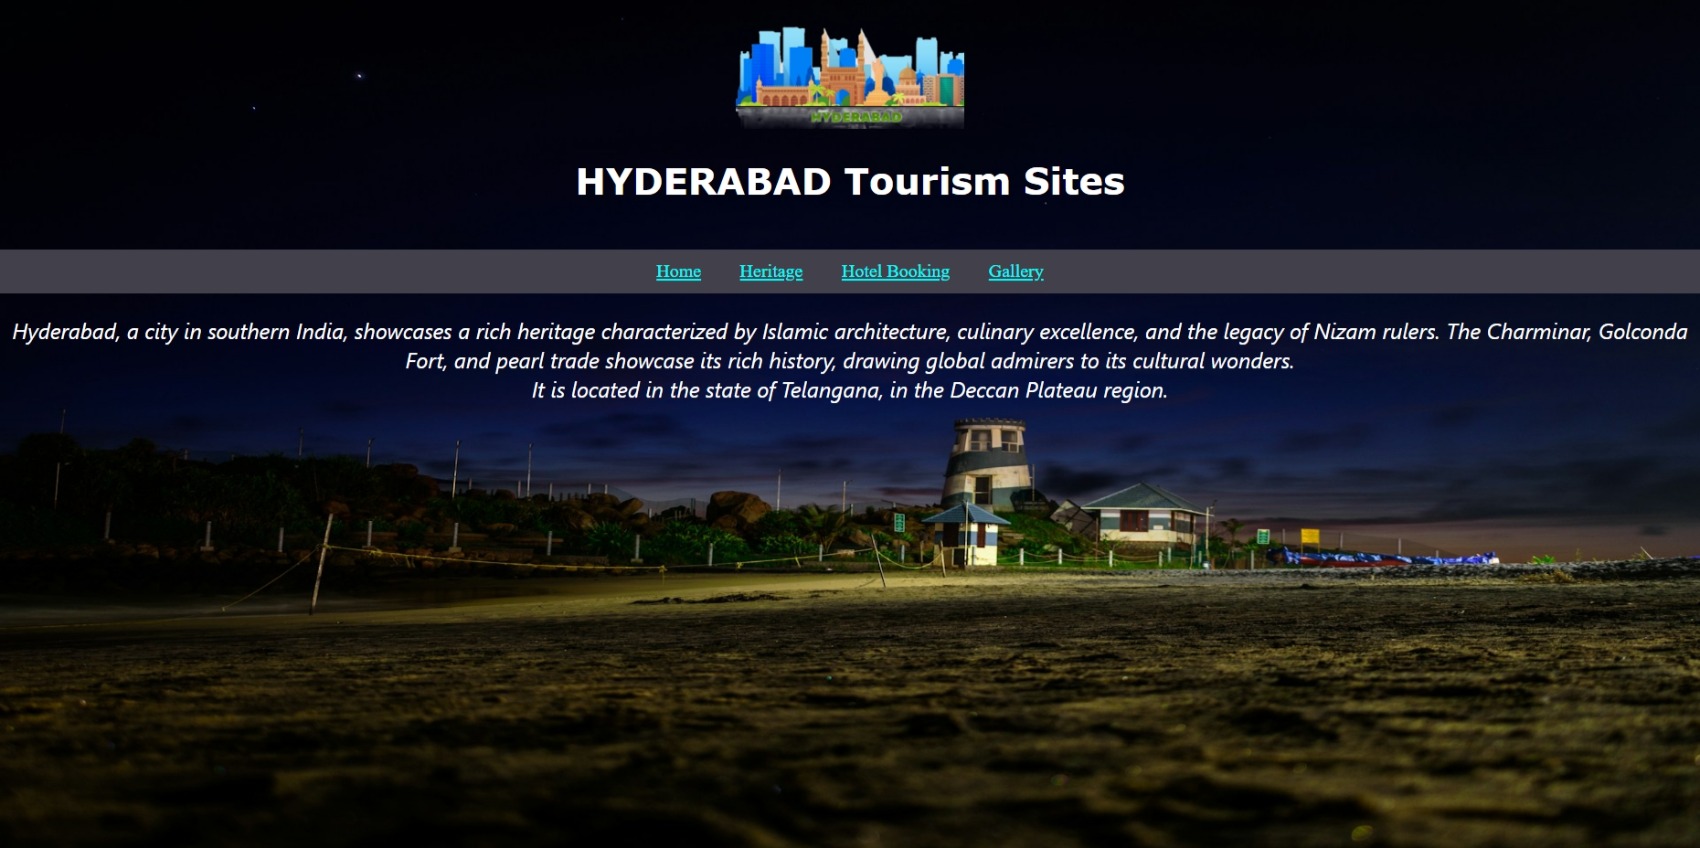 HYDERABAD
HYDERABAD Tourism Sites
Home Heritage Hotel Booking Gallery
Hyderabad, a city in southern India, showcases a rich heritage characterized by Islamic architecture, culinary excellence, and the legacy of Nizam rulers. The Charminar, Golconda
Fort, and pearl trade showcase its rich history, drawing global admirers to its cultural wonders.
It is located in the state of Telangana, in the Deccan Plateau region.